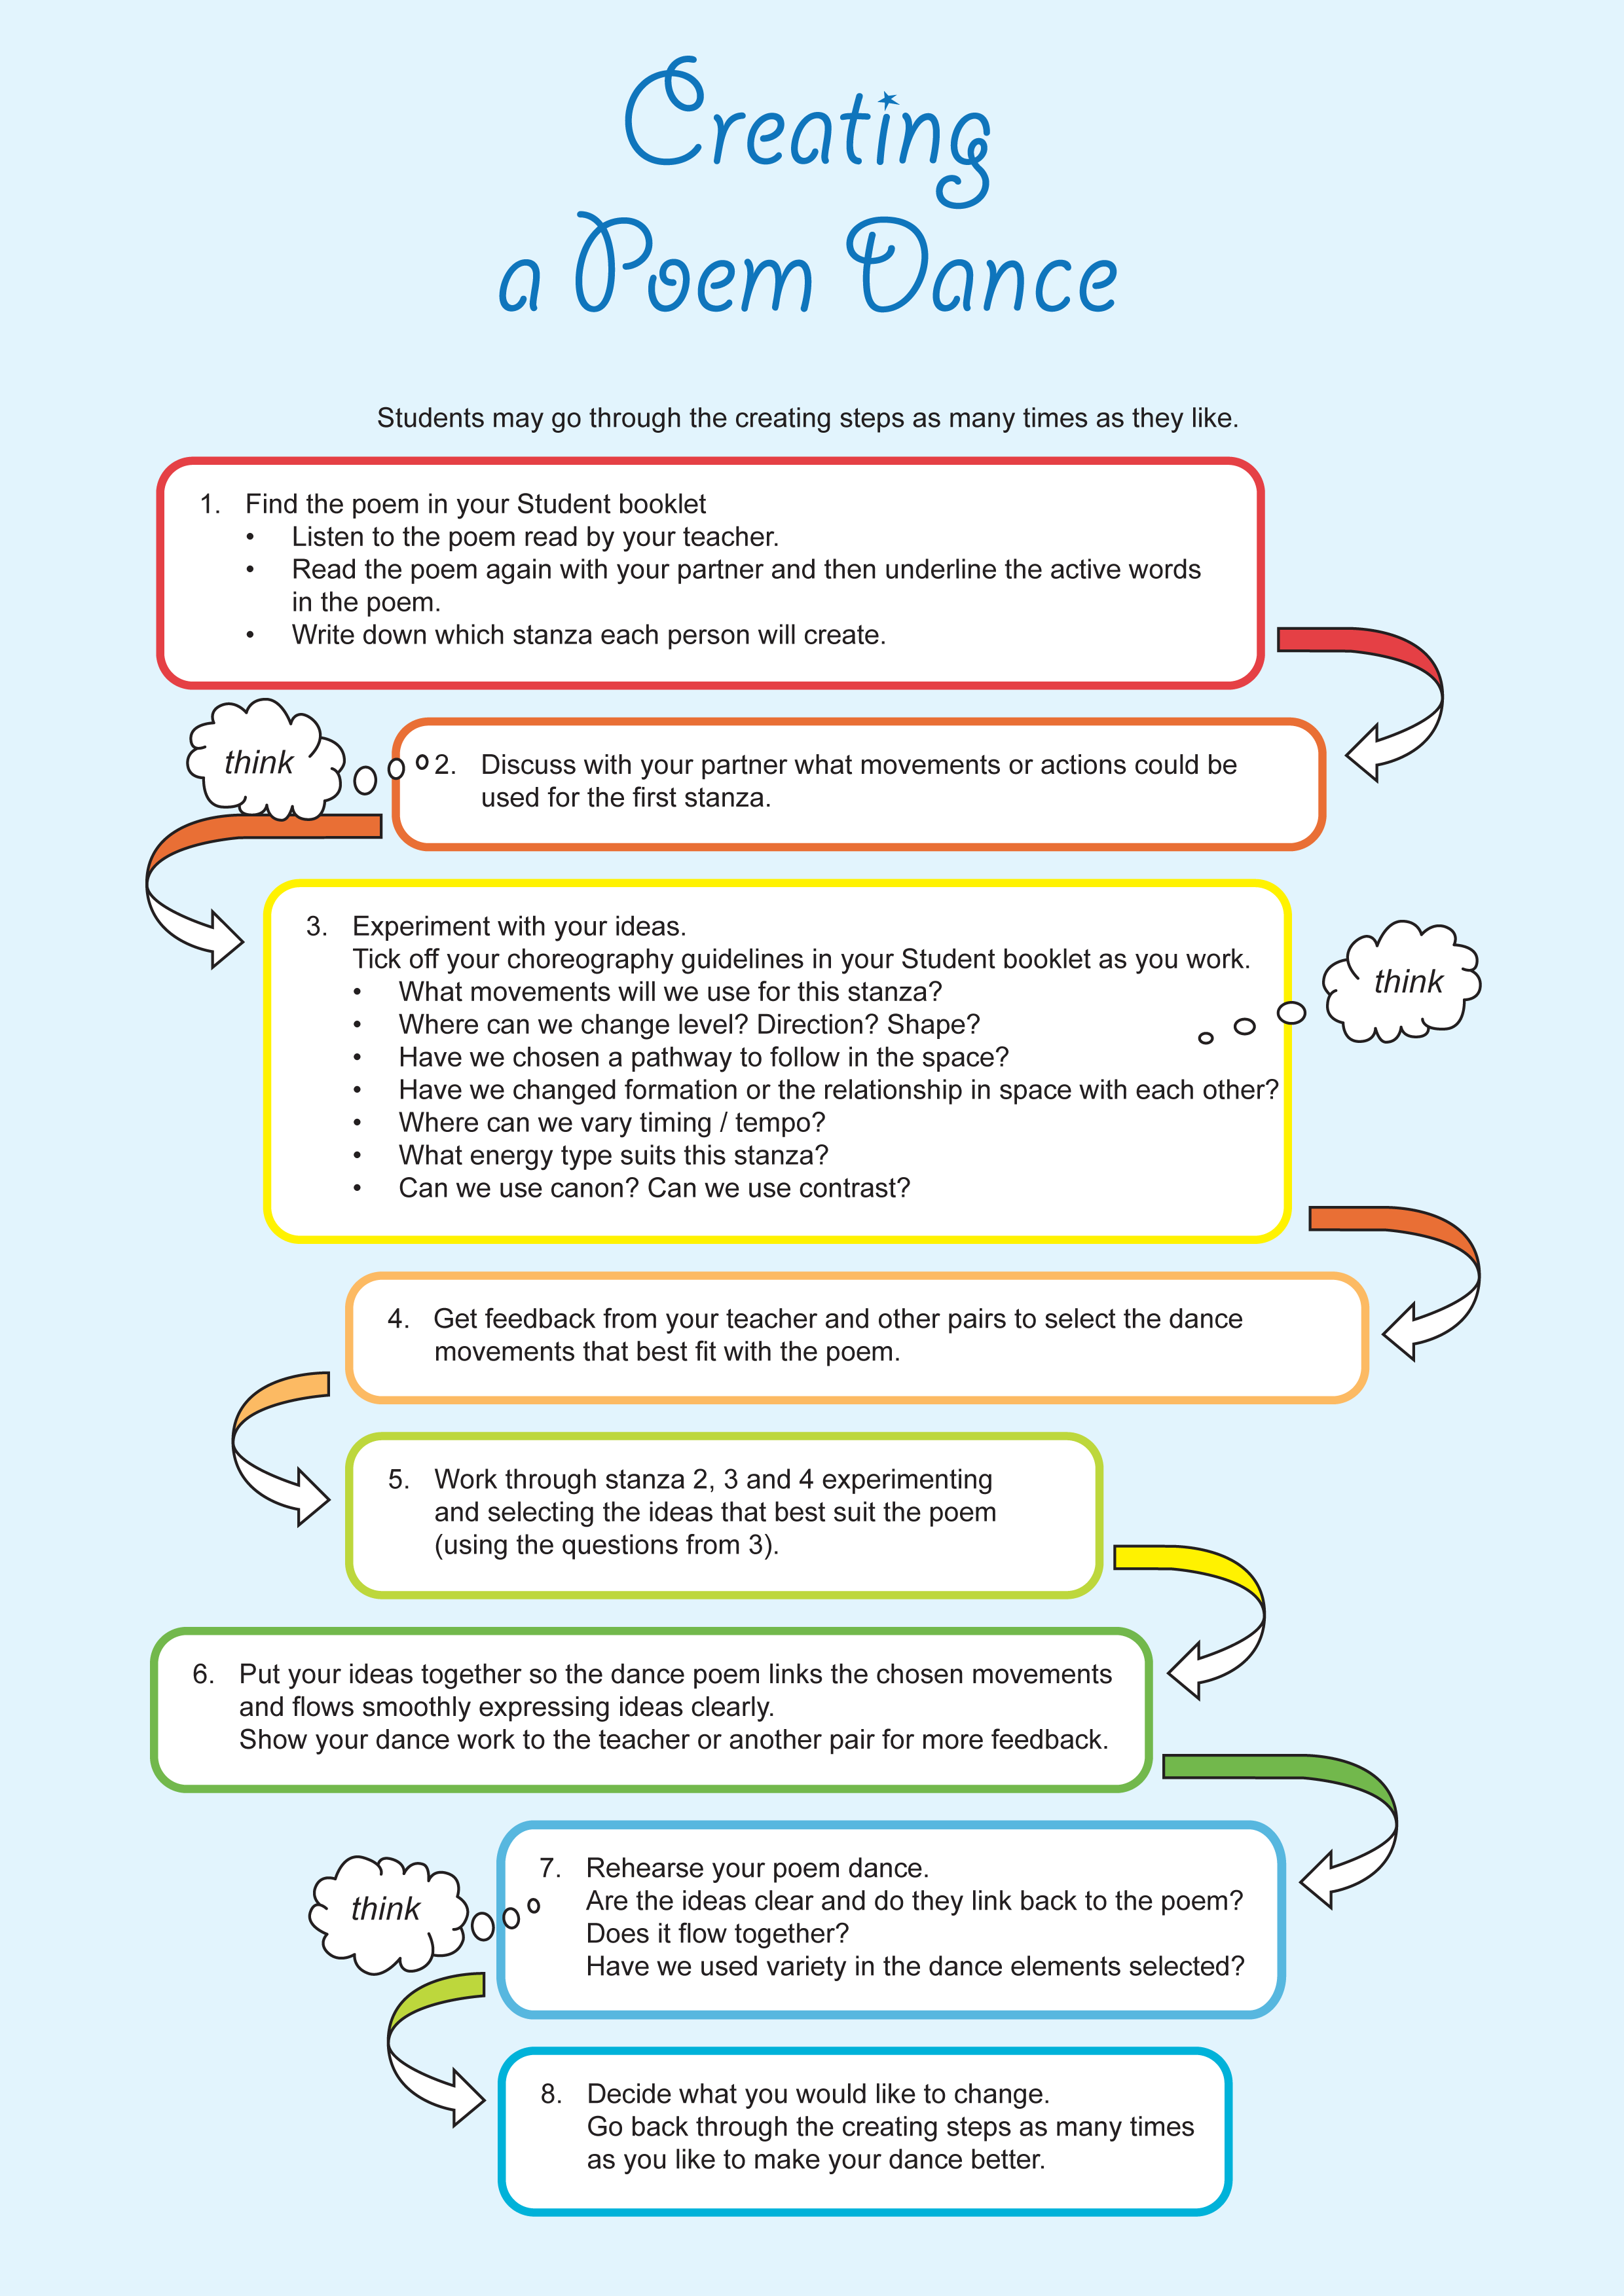 Creating
a Poem Dance
Students may go through the creating steps as many times as they like.
1. Find the poem in your Student booklet
• Listen to the poem read by your teacher.
• Read the poem again with your partner and then underline the active words
in the poem.
• Write down which stanza each person will create.
think
2. Discuss with your partner what movements or actions could be
used for the first stanza.
3. Experiment with your ideas.
Tick off your choreography guidelines in your Student booklet as you work.
• What movements will we use for this stanza?
• Where can we change level? Direction? Shape?
• Have we chosen a pathway to follow in the space?
• Have we changed formation or the relationship in space with each other?
• Where can we vary timing / tempo?
• What energy type suits this stanza?
• Can we use canon? Can we use contrast?
think
4. Get feedback from your teacher and other pairs to select the dance
movements that best fit with the poem.
5. Work through stanza 2, 3 and 4 experimenting
and selecting the ideas that best suit the poem
(using the questions from 3).
6. Put your ideas together so the dance poem links the chosen movements
and flows smoothly expressing ideas clearly.
Show your dance work to the teacher or another pair for more feedback.
think
7. Rehearse your poem dance.
Are the ideas clear and do they link back to the poem?
Does it flow together?
Have we used variety in the dance elements selected?
8. Decide what you would like to change.
Go back through the creating steps as many times
as you like to make your dance better.